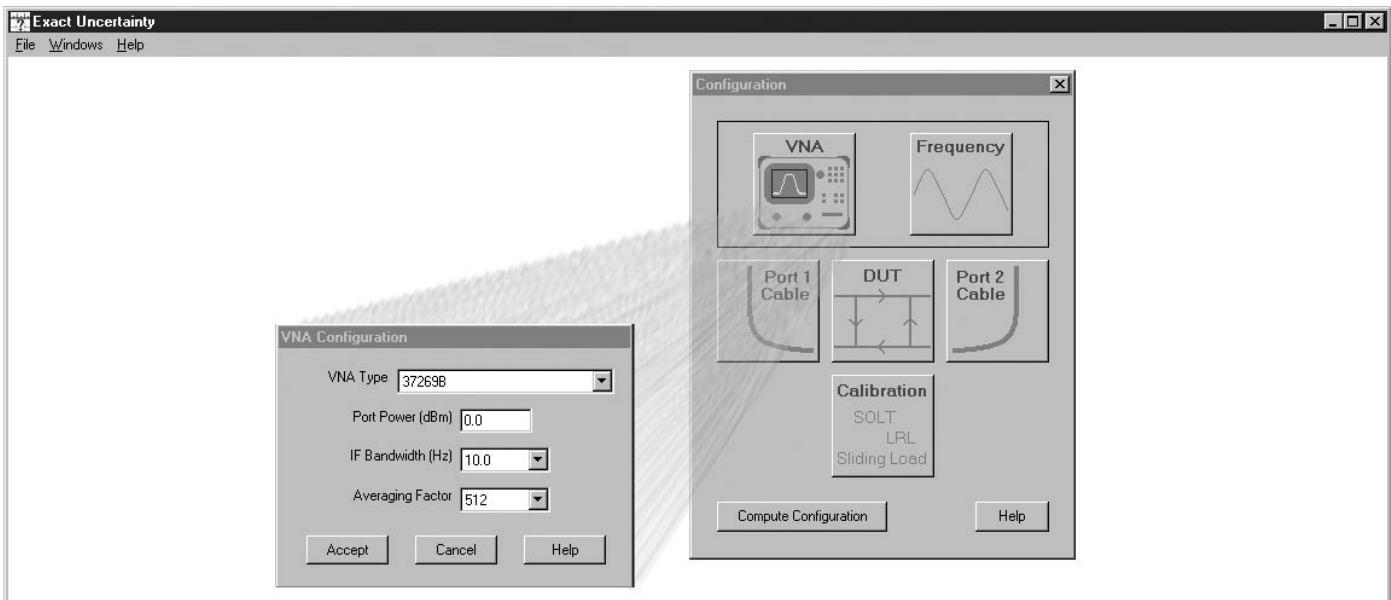 Exact Uncertainty
File Windows Help
Configuration
VNA
Frequency
Port 1
Cable
DUT
Port 2
Cable
Calibration
SOLT
LRL
Sliding Load
Compute Configuration
Help
VNA Configuration
VNA Type 37269B
Port Power (dBm) 0.0
IF Bandwidth (Hz) 10.0
Averaging Factor 512
Accept Cancel Help